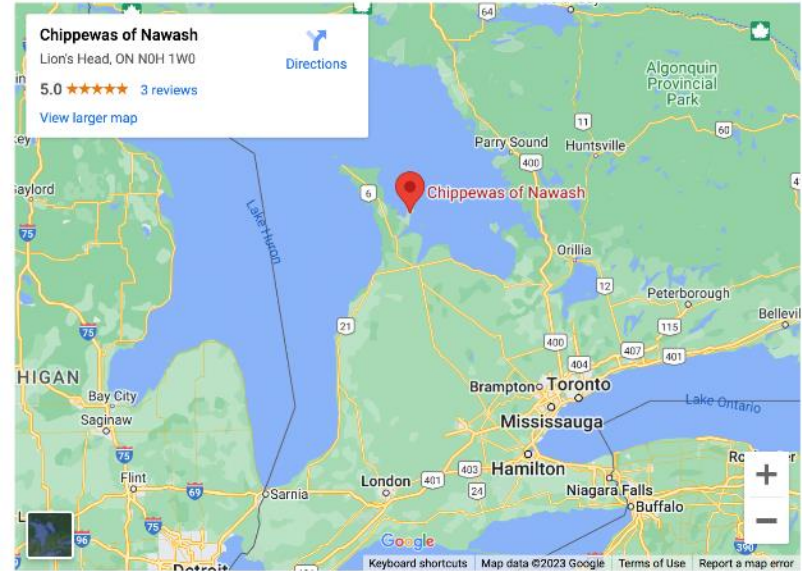 Chippewas of Nawash
Lion's Head, ON N0H 1W0
5.0 ★★★★★ 3 reviews
View larger map
Directions
64
Algonquin
Provincial
Park
11
60
Parry Sound
Huntsville
400
6
Chippewas of Nawash
aylord
75
Lake Huron
Orillia
12
Peterborough
21
115
Bellevil
75
400
407
401
404
HIGAN
Bay City
Brampton
Toronto
Saginaw
Mississauga
Lake Ontario
75
Flint
London
401
403
Hamilton
69
Sarnia
24
Niagara Falls
Buffalo
75
96
Detroit
390
+
−
Google
Keyboard shortcuts
Map data ©2023 Google
Terms of Use
Report a map error